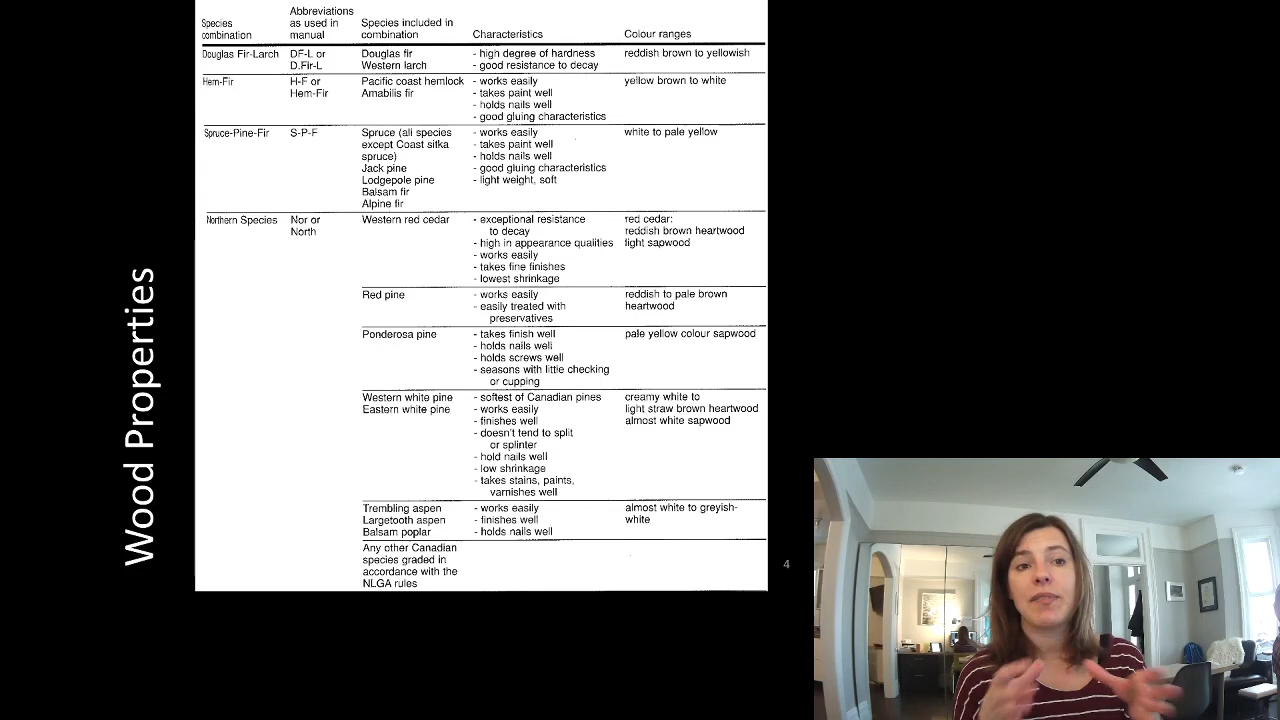 Wood Properties
Species combination
Abbreviations as used in manual
Species included in combination
Characteristics
Colour ranges
Douglas Fir-Larch
DF-L or
D.Fir-L
Douglas fir
Western larch
- high degree of hardness
- good resistance to decay
reddish brown to yellowish
Hem-Fir
H-F or
Hem-Fir
Pacific coast hemlock
Amabilis fir
- works easily
- takes paint well
- holds nails well
- good gluing characteristics
yellow brown to white
Spruce-Pine-Fir
S-P-F
Spruce (all species
except Coast sitka
spruce)
Jack pine
Lodgepole pine
Balsam fir
Alpine fir
- works easily
- takes paint well
- holds nails well
- good gluing characteristics
- light weight, soft
white to pale yellow
Northern Species
Nor or
North
Western red cedar
- exceptional resistance
to decay
- high in appearance qualities
- works easily
- takes fine finishes
- lowest shrinkage
red cedar:
reddish brown heartwood
light sapwood
Red pine
- works easily
- easily treated with
preservatives
reddish to pale brown
heartwood
Ponderosa pine
- takes finish well
- holds nails well
- holds screws well
- seasons with little checking
or cupping
pale yellow colour sapwood
Western white pine
Eastern white pine
- softest of Canadian pines
- works easily
- finishes well
- doesn't tend to split
or splinter
- hold nails well
- low shrinkage
- takes stains, paints,
varnishes well
creamy white to
light straw brown heartwood
almost white sapwood
Trembling aspen
Largetooth aspen
Balsam poplar
- works easily
- finishes well
- holds nails well
almost white to greyish-
white
Any other Canadian
species graded in
accordance with the
NLGA rules
4